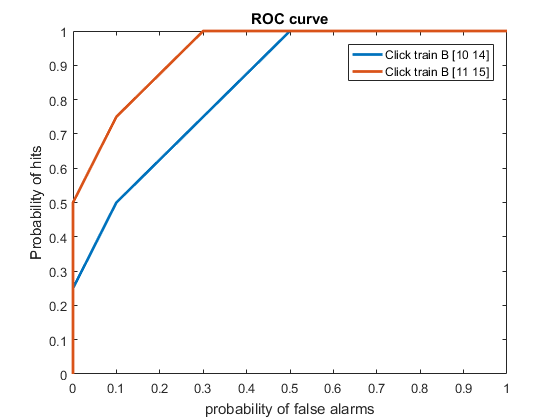 ROC curve
Click train B [10 14]
Click train B [11 15]
Probability of hits
1
0.9
0.8
0.7
0.6
0.5
0.4
0.3
0.2
0.1
0
0 0.1 0.2 0.3 0.4 0.5 0.6 0.7 0.8 0.9 1
probability of false alarms